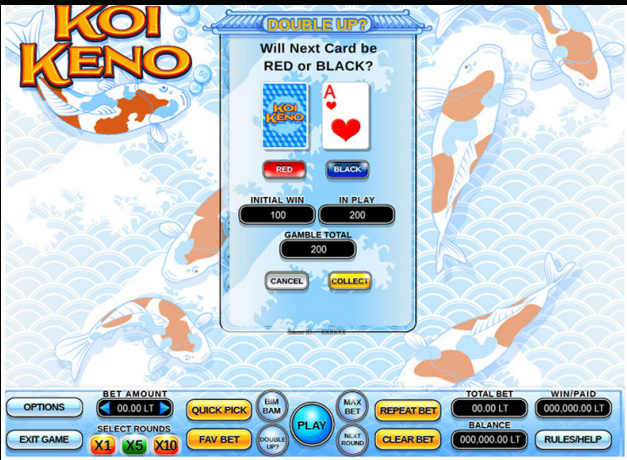 KOI
KENO
DOUBLE UP?
Will Next Card be
RED or BLACK?
KOI
KENO
A
RED BLACK
INITIAL WIN IN PLAY
100 200
GAMBLE TOTAL
200
CANCEL COLLECT
XXXXXX
BET AMOUNT
00.00 LT
SELECT ROUNDS
X1 X5 X10
OPTIONS
EXIT GAME
QUICK PICK
FAV BET
BIM
BAM
DOUBLE
UP?
PLAY
MAX
BET
NEXT
ROUND
REPEAT BET
CLEAR BET
TOTAL BET
00.00 LT
BALANCE
000,000.00 LT
WIN/PAID
000,000.00 LT
RULES/HELP